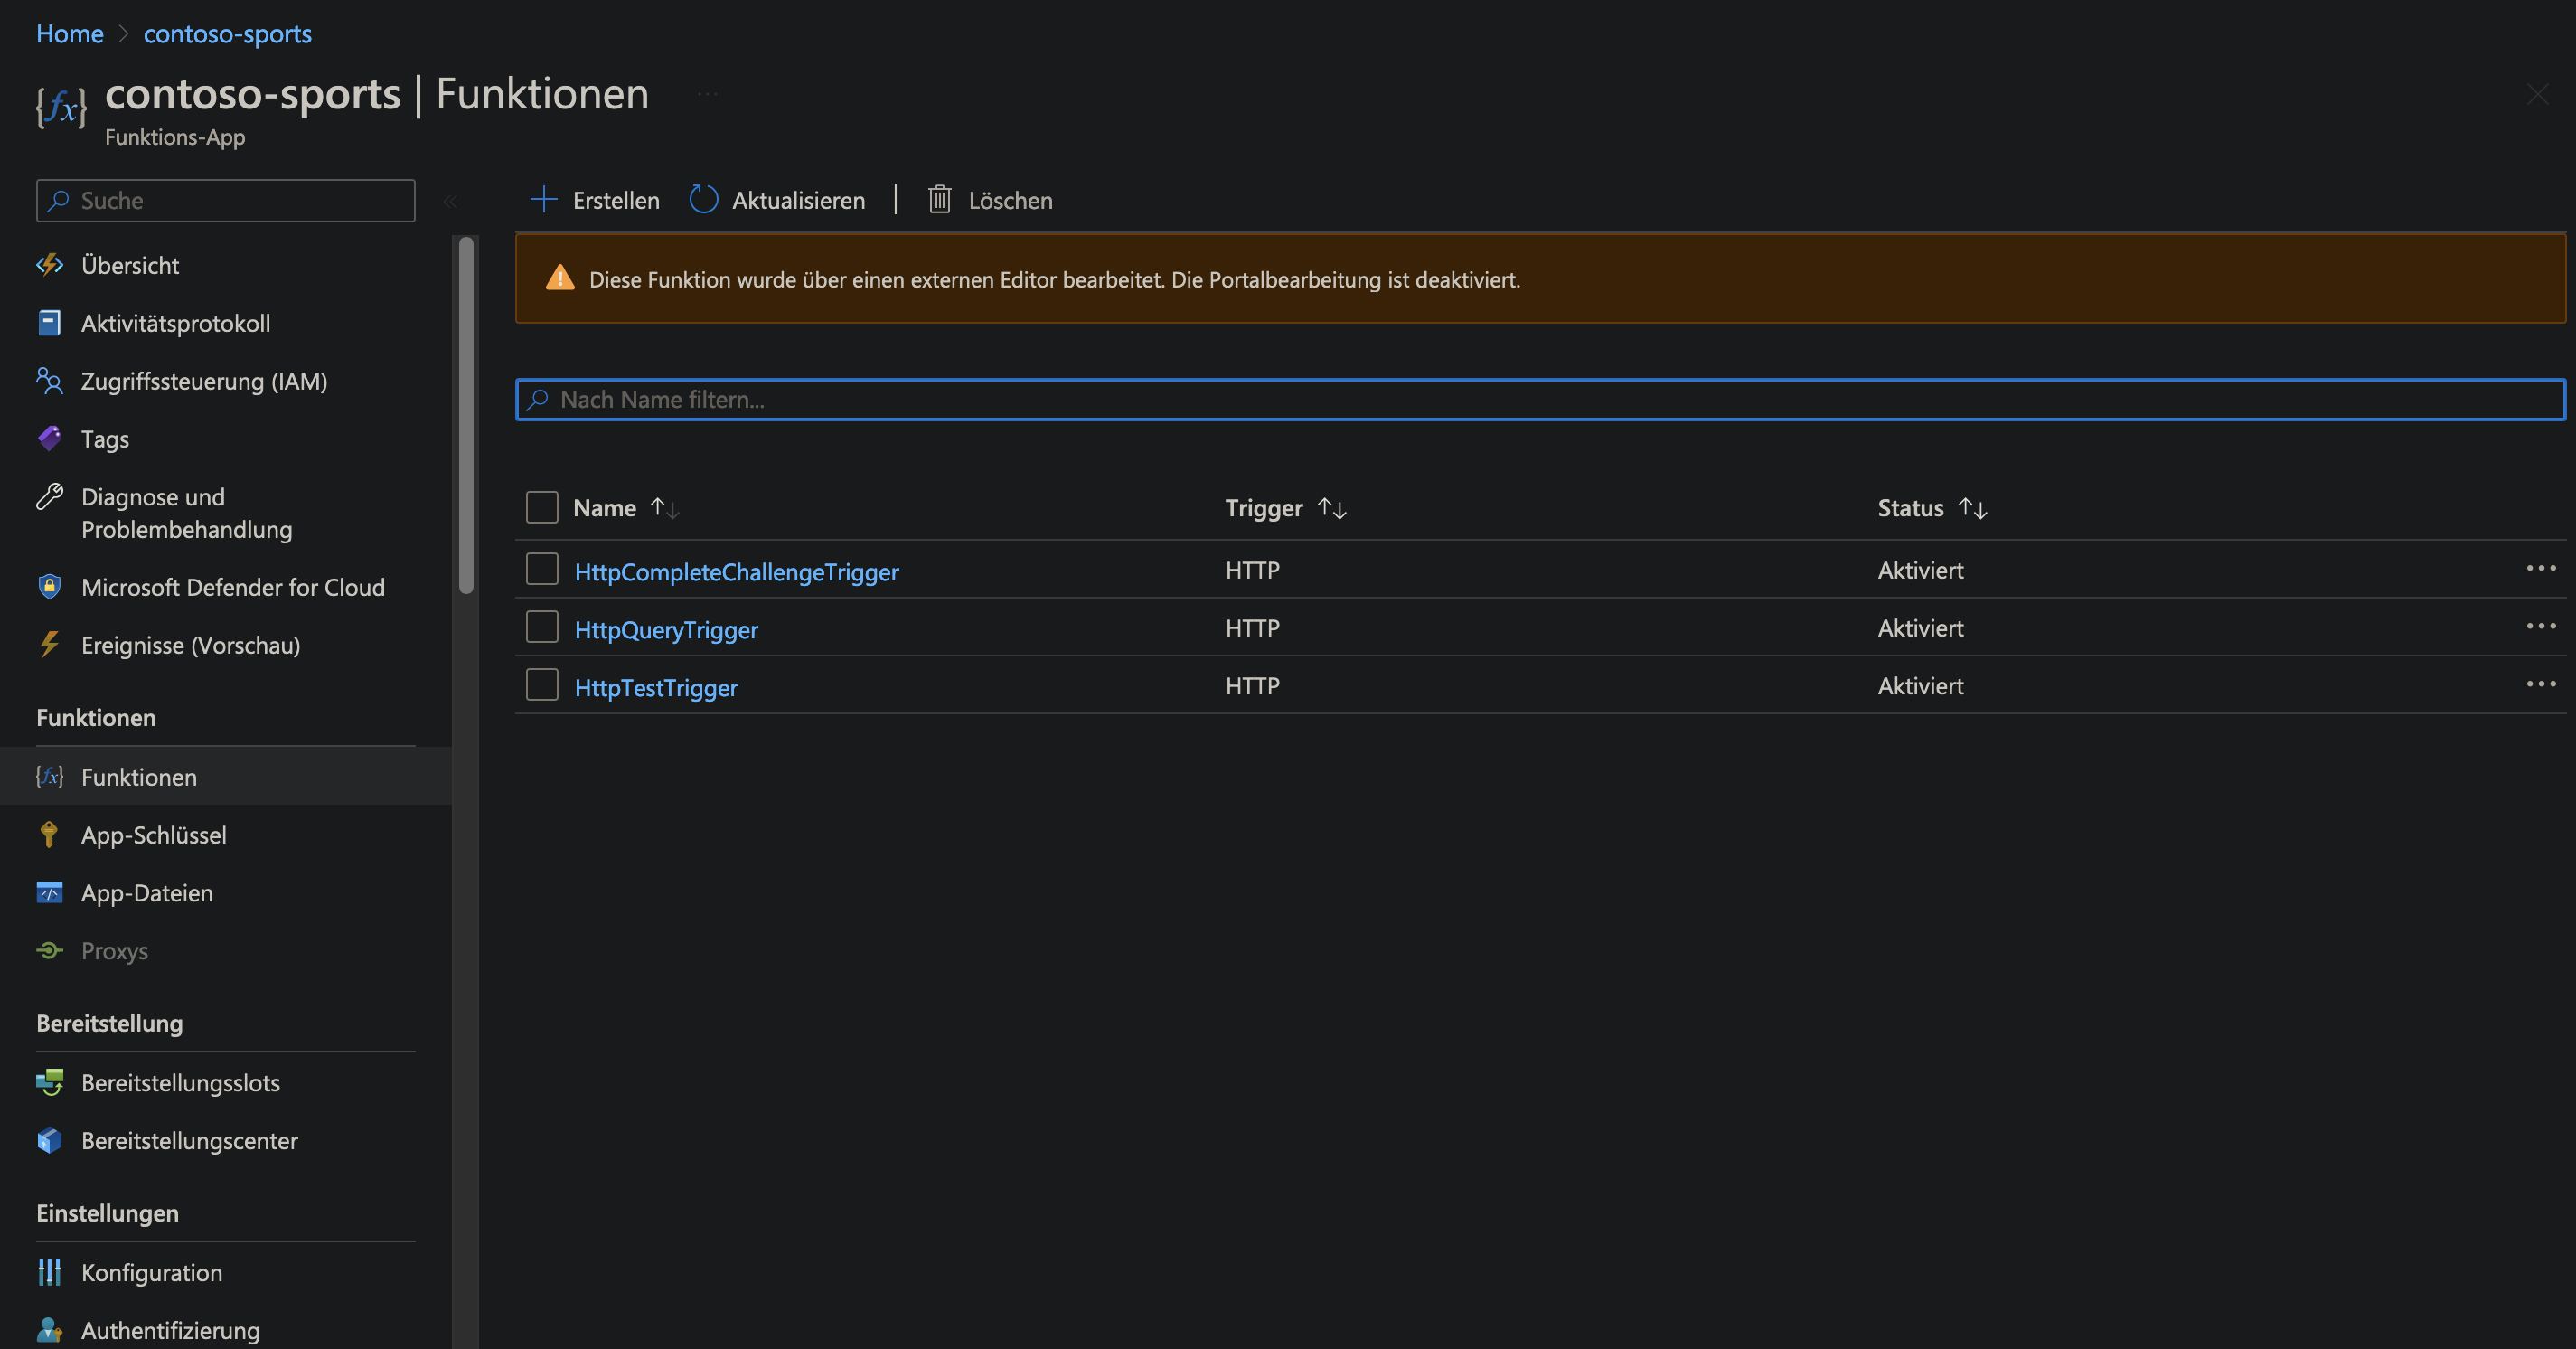 Home > contoso-sports
contoso-sports | Funktionen ...
Funktions-App
Suche
«
Übersicht
Aktivitätsprotokoll
Zugriffssteuerung (IAM)
Tags
Diagnose und
Problembehandlung
Microsoft Defender for Cloud
Ereignisse (Vorschau)
Funktionen
Funktionen
App-Schlüssel
App-Dateien
Proxys
Bereitstellung
Bereitstellungsslots
Bereitstellungscenter
Einstellungen
Konfiguration
Authentifizierung
Erstellen Aktualisieren | Löschen
Diese Funktion wurde über einen externen Editor bearbeitet. Die Portalbearbeitung ist deaktiviert.
Nach Name filtern...
Name ↑↓ Trigger ↑↓ Status ↑↓
HttpCompleteChallengeTrigger HTTP Aktiviert ...
HttpQueryTrigger HTTP Aktiviert ...
HttpTestTrigger HTTP Aktiviert ...